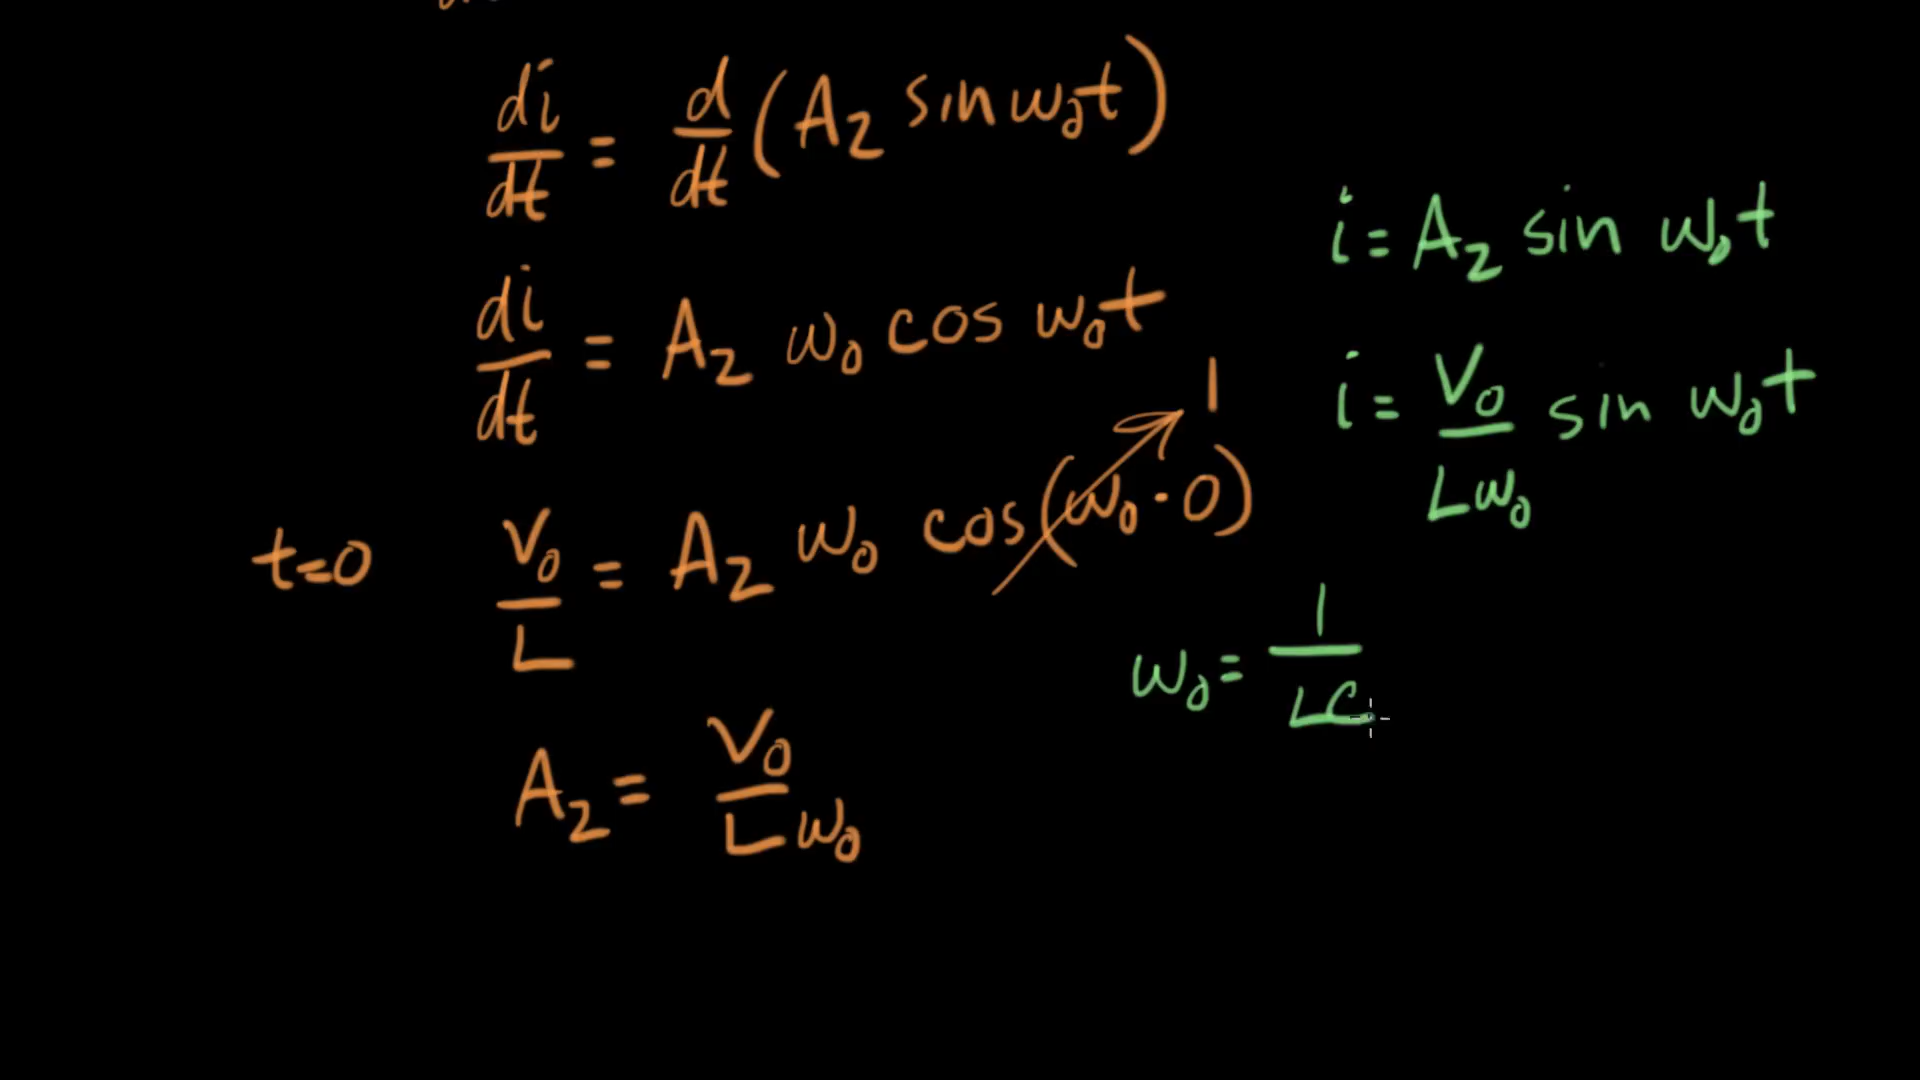 di/dt = d/dt (A₂ sin ω₀t)
di/dt = A₂ ω₀ cos ω₀t
1
t=0 V₀/L = A₂ ω₀ cos(ω₀·0)
A₂ = V₀/Lω₀
i = A₂ sin ω₀t
i = V₀/Lω₀ sin ω₀t
ω₀ = 1/LC